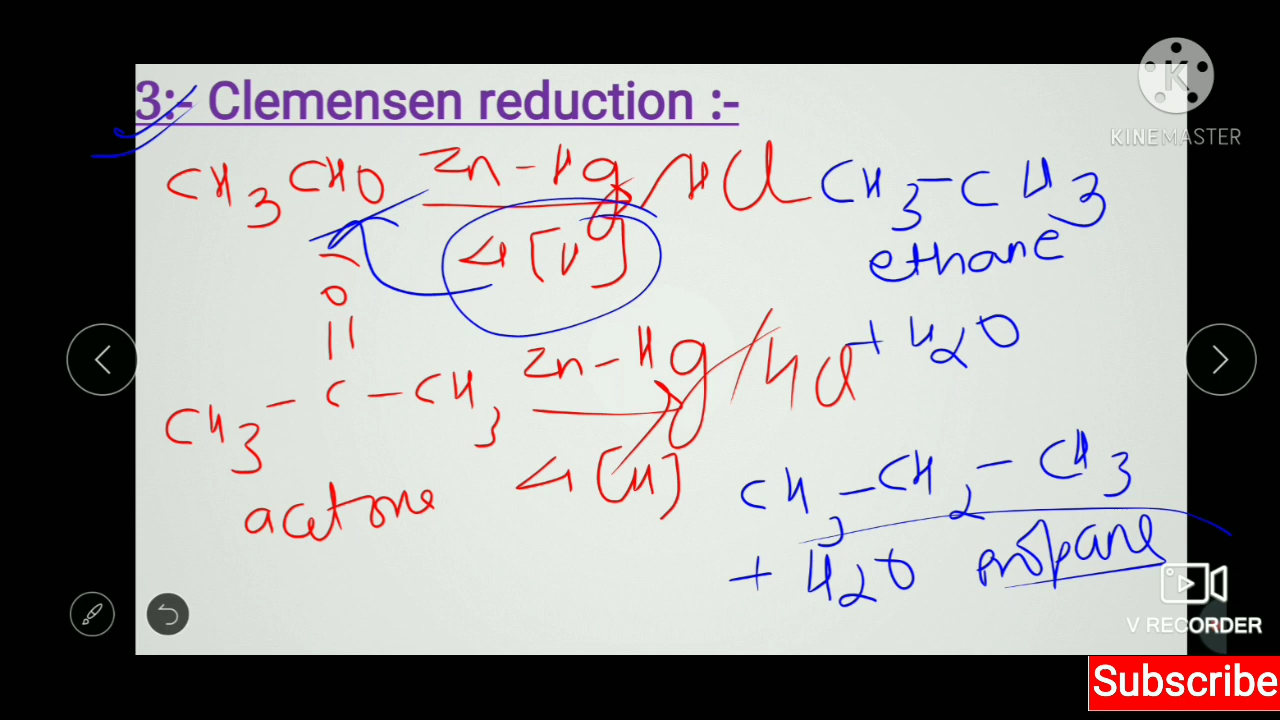 3:- Clemensen reduction :-
KINEMASTER
CH3CHO Zn-Hg/HCl CH3-CH3
4[H] ethane
+ H2O
O
||
CH3-C-CH3 Zn-Hg/HCl
4[H]
acetone
CH3-CH2-CH3
+ H2O propane
V RECORDER
Subscribe